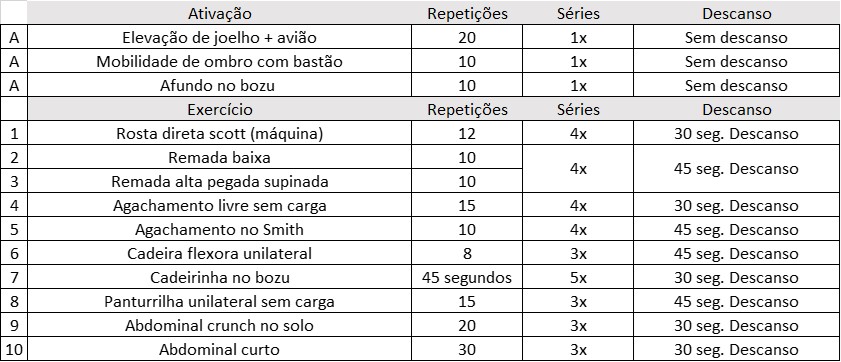 Ativação Repetições Séries Descanso
A Elevação de joelho + avião 20 1x Sem descanso
A Mobilidade de ombro com bastão 10 1x Sem descanso
A Afundo no bozu 10 1x Sem descanso
Exercício Repetições Séries Descanso
1 Rosta direta scott (máquina) 12 4x 30 seg. Descanso
2 Remada baixa 10 4x 45 seg. Descanso
3 Remada alta pegada supinada 10
4 Agachamento livre sem carga 15 4x 30 seg. Descanso
5 Agachamento no Smith 10 4x 45 seg. Descanso
6 Cadeira flexora unilateral 8 3x 45 seg. Descanso
7 Cadeirinha no bozu 45 segundos 5x 30 seg. Descanso
8 Panturrilha unilateral sem carga 15 3x 45 seg. Descanso
9 Abdominal crunch no solo 20 3x 30 seg. Descanso
10 Abdominal curto 30 3x 30 seg. Descanso